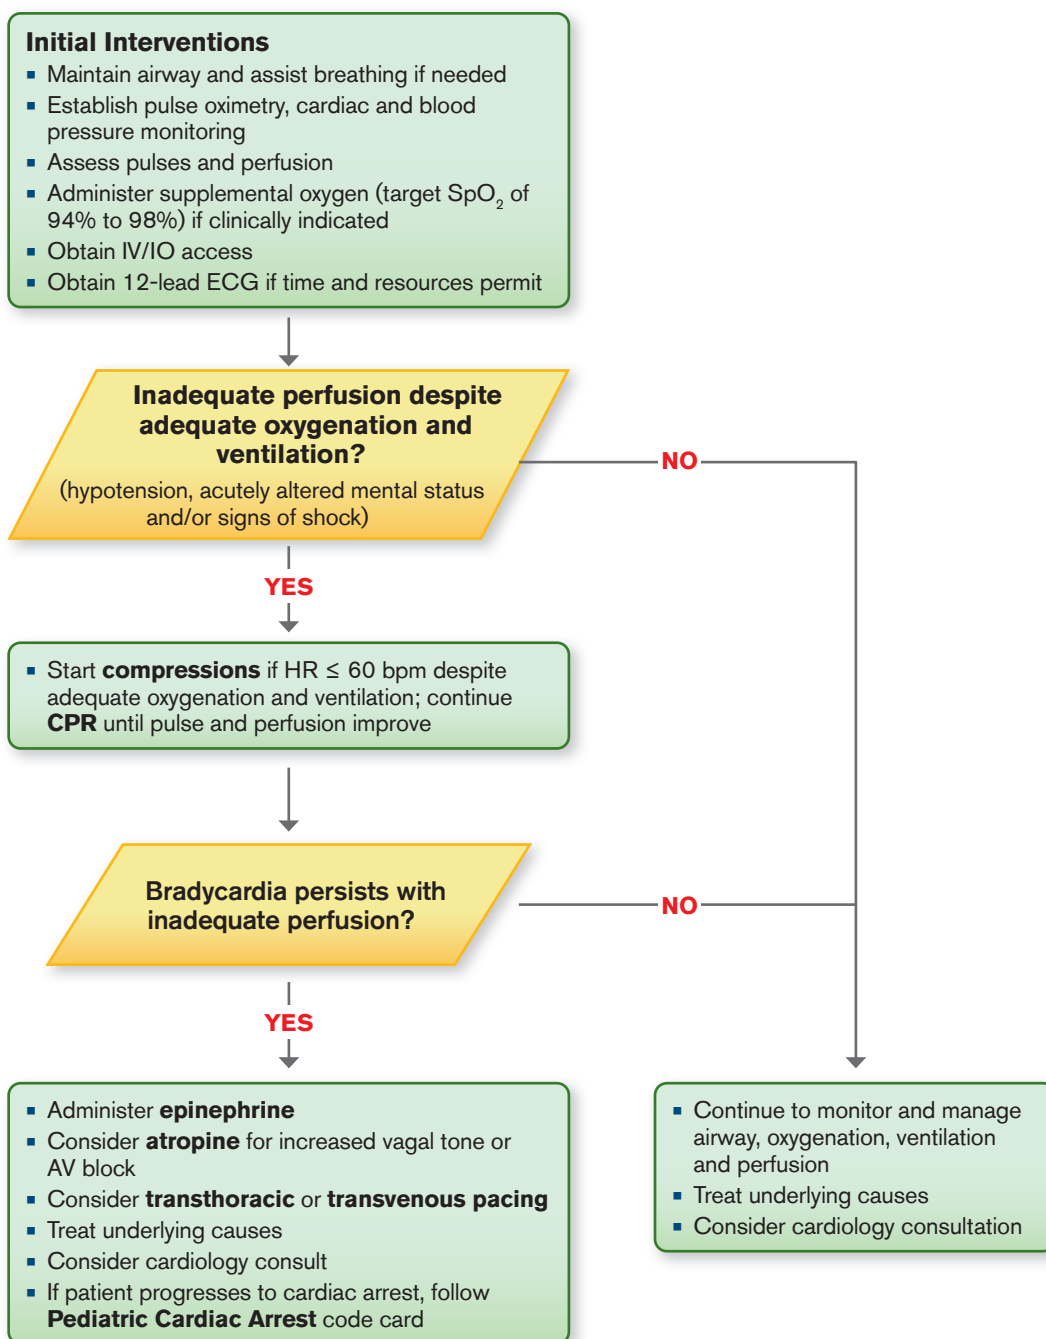 Initial Interventions
▪ Maintain airway and assist breathing if needed
▪ Establish pulse oximetry, cardiac and blood
pressure monitoring
▪ Assess pulses and perfusion
▪ Administer supplemental oxygen (target SpO₂ of
94% to 98%) if clinically indicated
▪ Obtain IV/IO access
▪ Obtain 12-lead ECG if time and resources permit
Inadequate perfusion despite
adequate oxygenation and
ventilation?
(hypotension, acutely altered mental status
and/or signs of shock)
NO
YES
▪ Start compressions if HR ≤ 60 bpm despite
adequate oxygenation and ventilation; continue
CPR until pulse and perfusion improve
Bradycardia persists with
inadequate perfusion?
NO
YES
▪ Administer epinephrine
▪ Consider atropine for increased vagal tone or
AV block
▪ Consider transthoracic or transvenous pacing
▪ Treat underlying causes
▪ Consider cardiology consult
▪ If patient progresses to cardiac arrest, follow
Pediatric Cardiac Arrest code card
▪ Continue to monitor and manage
airway, oxygenation, ventilation
and perfusion
▪ Treat underlying causes
▪ Consider cardiology consultation